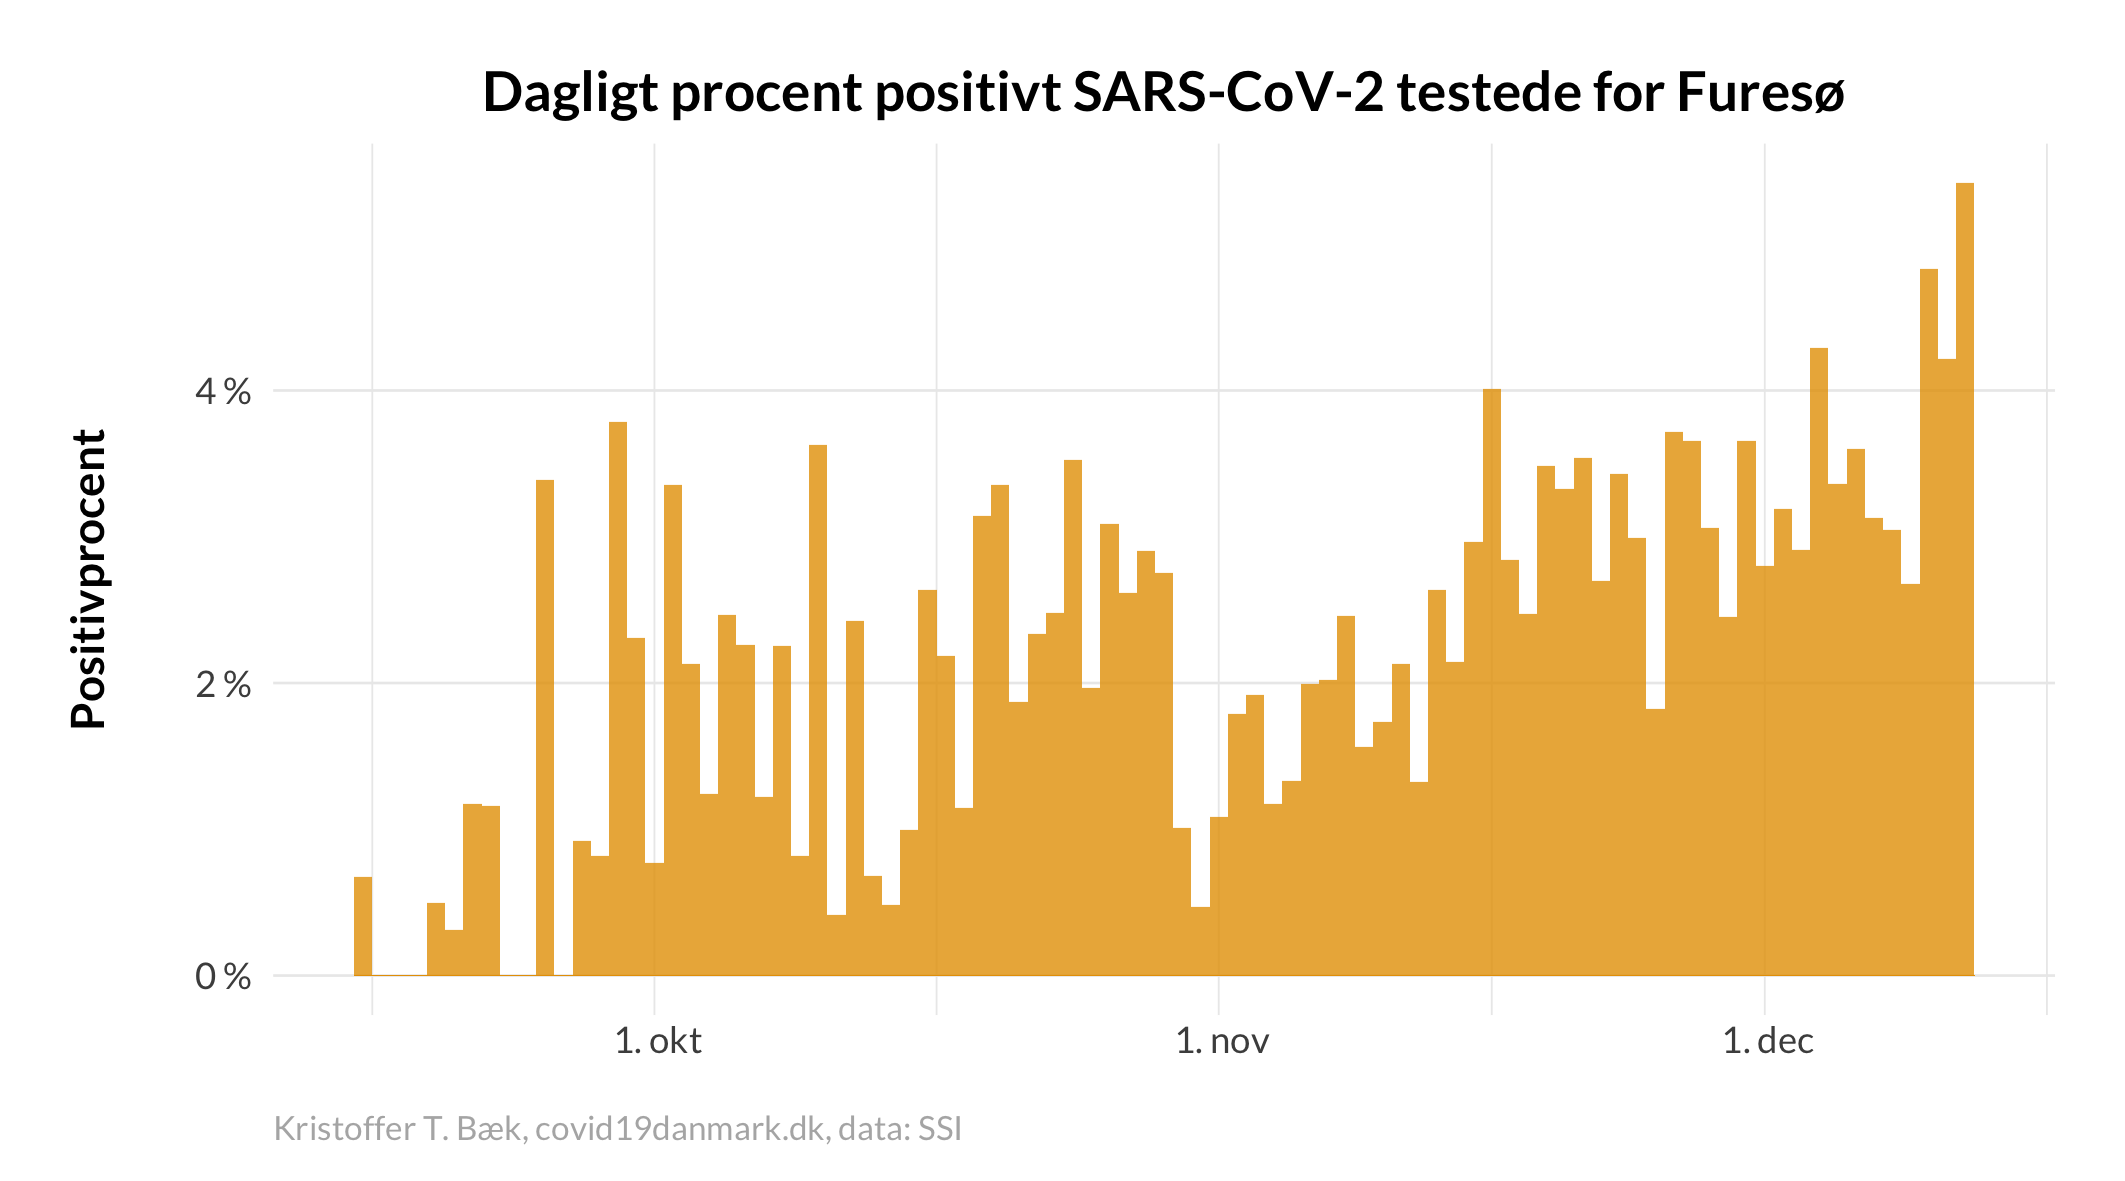 Dagligt procent positivt SARS-CoV-2 testede for Furesø
Positivprocent
4 %
2 %
0 %
1. okt
1. nov
1. dec
Kristoffer T. Bæk, covid19danmark.dk, data: SSI